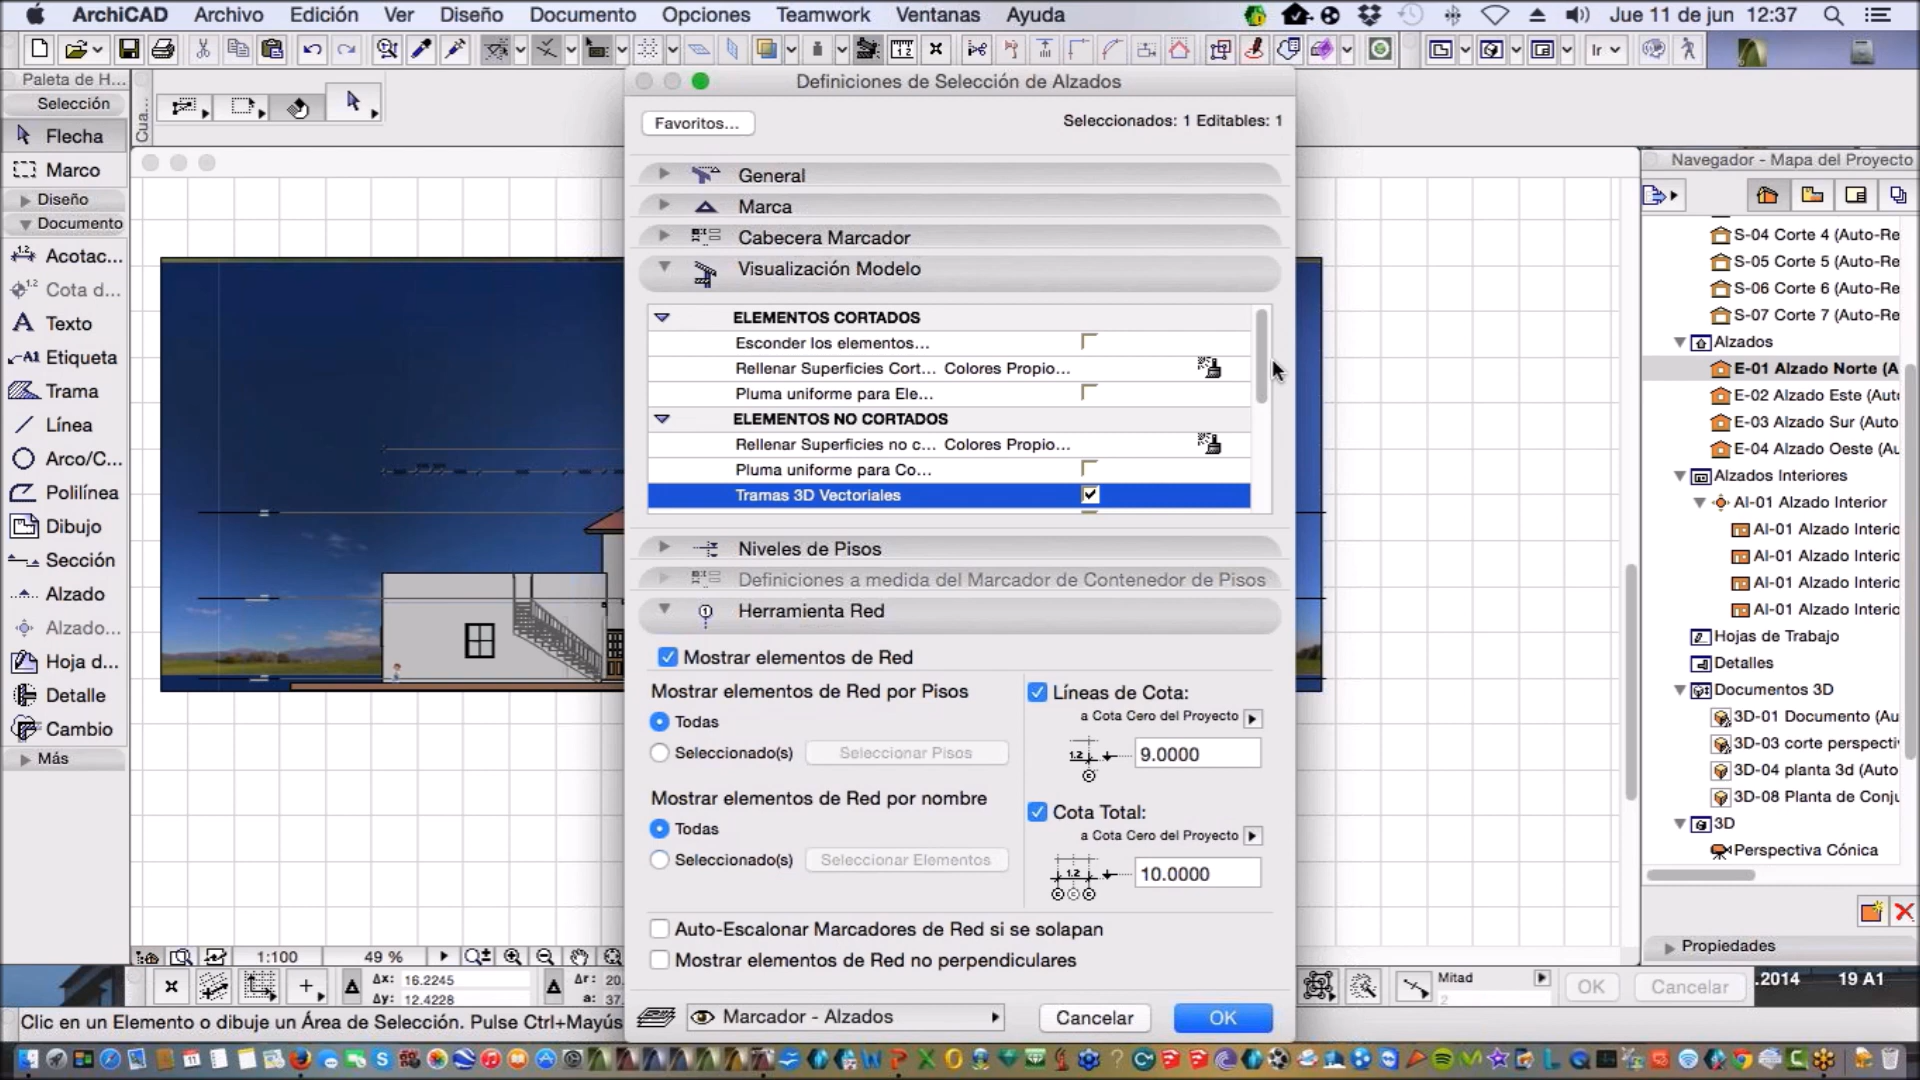 ArchiCAD Archivo Edición Ver Diseño Documento Opciones Teamwork Ventanas Ayuda Jue 11 de jun 12:37
Paleta de H...
Selección
Flecha
Marco
Diseño
Documento
Acotac...
Cota d...
Texto
Etiqueta
Trama
Línea
Arco/C...
Polilínea
Dibujo
Sección
Alzado
Alzado...
Hoja d...
Detalle
Cambio
Más
Cua...
Definiciones de Selección de Alzados
Favoritos...
Seleccionados: 1 Editables: 1
General
Marca
Cabecera Marcador
Visualización Modelo
ELEMENTOS CORTADOS
Esconder los elementos...
Rellenar Superficies Cort... Colores Propio...
Pluma uniforme para Ele...
ELEMENTOS NO CORTADOS
Rellenar Superficies no c... Colores Propio...
Pluma uniforme para Co...
Tramas 3D Vectoriales
Niveles de Pisos
Definiciones a medida del Marcador de Contenedor de Pisos
Herramienta Red
Mostrar elementos de Red
Mostrar elementos de Red por Pisos
Todas
Seleccionado(s) Seleccionar Pisos
Mostrar elementos de Red por nombre
Todas
Seleccionado(s) Seleccionar Elementos
Líneas de Cota:
a Cota Cero del Proyecto
9.0000
Cota Total:
a Cota Cero del Proyecto
10.0000
Auto-Escalonar Marcadores de Red si se solapan
Mostrar elementos de Red no perpendiculares
Marcador - Alzados
Cancelar OK
Navegador - Mapa del Proyecto
S-04 Corte 4 (Auto-Re
S-05 Corte 5 (Auto-Re
S-06 Corte 6 (Auto-Re
S-07 Corte 7 (Auto-Re
Alzados
E-01 Alzado Norte (A
E-02 Alzado Este (Aut
E-03 Alzado Sur (Auto
E-04 Alzado Oeste (Au
Alzados Interiores
AI-01 Alzado Interior
AI-01 Alzado Interio
AI-01 Alzado Interio
AI-01 Alzado Interio
AI-01 Alzado Interio
Hojas de Trabajo
Detalles
Documentos 3D
3D-01 Documento (Au
3D-03 corte perspecti
3D-04 planta 3d (Auto
3D-08 Planta de Conju
3D
Perspectiva Cónica
Propiedades
1:100 49 %
Δx: 16.2245
Δy: 12.4228
Δr: 20.
a: 37.
Mitad
2
OK Cancelar
.2014 19 A1
Clic en un Elemento o dibuje un Área de Selección. Pulse Ctrl+Mayús